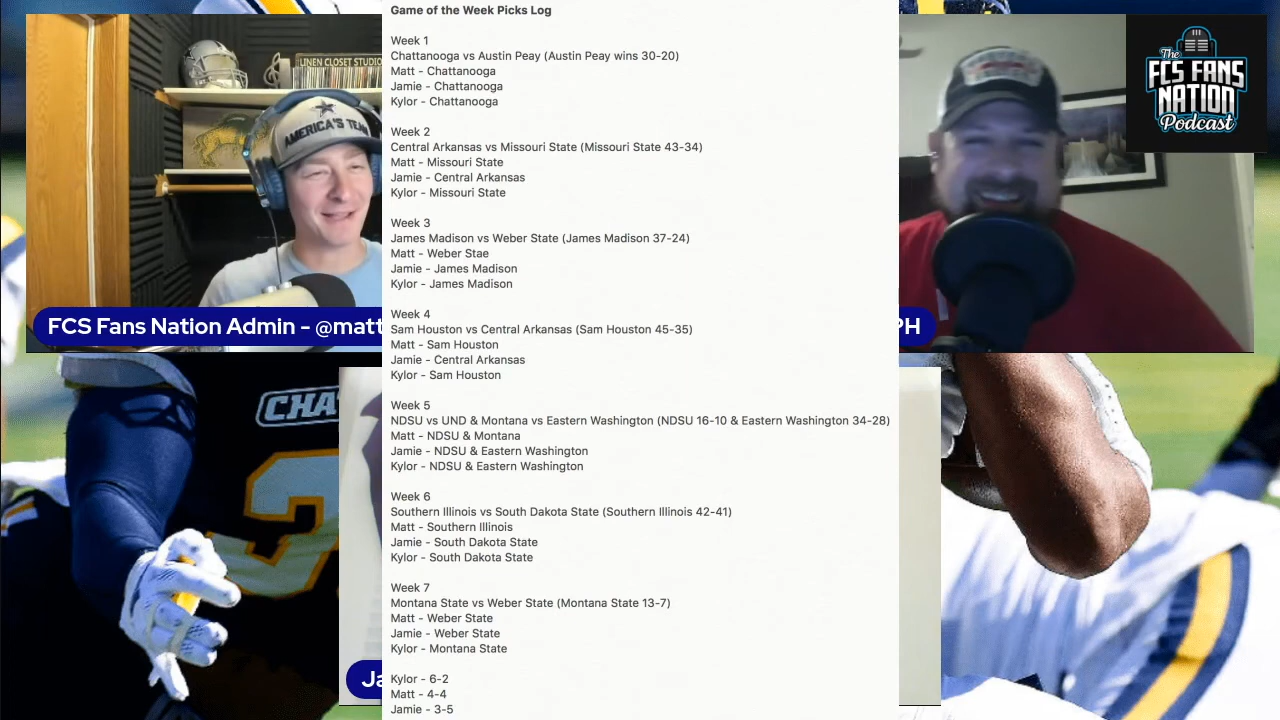 Game of the Week Picks Log
Week 1
Chattanooga vs Austin Peay (Austin Peay wins 30-20)
Matt - Chattanooga
Jamie - Chattanooga
Kylor - Chattanooga
Week 2
Central Arkansas vs Missouri State (Missouri State 43-34)
Matt - Missouri State
Jamie - Central Arkansas
Kylor - Missouri State
Week 3
James Madison vs Weber State (James Madison 37-24)
Matt - Weber Stae
Jamie - James Madison
Kylor - James Madison
Week 4
Sam Houston vs Central Arkansas (Sam Houston 45-35)
Matt - Sam Houston
Jamie - Central Arkansas
Kylor - Sam Houston
Week 5
NDSU vs UND & Montana vs Eastern Washington (NDSU 16-10 & Eastern Washington 34-28)
Matt - NDSU & Montana
Jamie - NDSU & Eastern Washington
Kylor - NDSU & Eastern Washington
Week 6
Southern Illinois vs South Dakota State (Southern Illinois 42-41)
Matt - Southern Illinois
Jamie - South Dakota State
Kylor - South Dakota State
Week 7
Montana State vs Weber State (Montana State 13-7)
Matt - Weber State
Jamie - Weber State
Kylor - Montana State
Kylor - 6-2
Matt - 4-4
Jamie - 3-5
LINEN CLOSET STUDIO
AMERICA'S TEAM
FCS Fans Nation Admin - @matt
PH
The
FCS FANS
NATION
Podcast
CHA
Ja